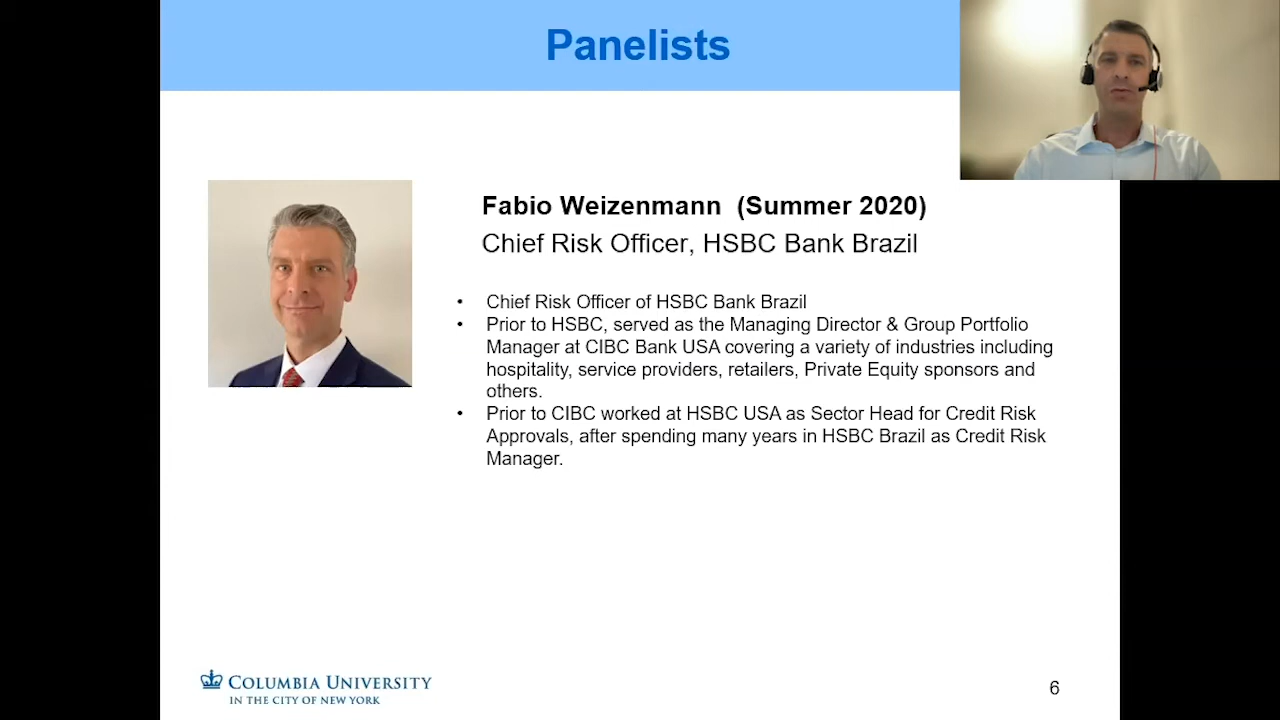 Panelists
Fabio Weizenmann (Summer 2020)
Chief Risk Officer, HSBC Bank Brazil
• Chief Risk Officer of HSBC Bank Brazil
• Prior to HSBC, served as the Managing Director & Group Portfolio
Manager at CIBC Bank USA covering a variety of industries including
hospitality, service providers, retailers, Private Equity sponsors and
others.
• Prior to CIBC worked at HSBC USA as Sector Head for Credit Risk
Approvals, after spending many years in HSBC Brazil as Credit Risk
Manager.
COLUMBIA UNIVERSITY
IN THE CITY OF NEW YORK
6